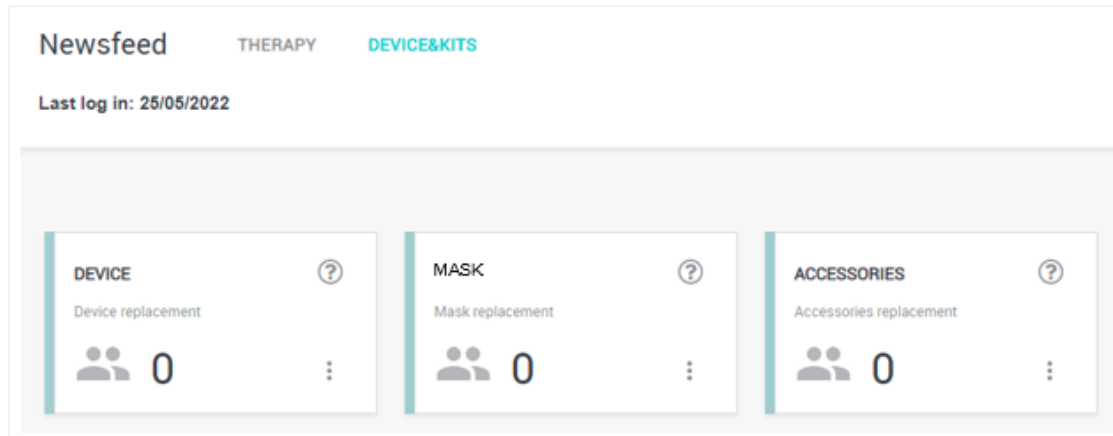 Newsfeed THERAPY DEVICE&KITS
Last log in: 25/05/2022
DEVICE ?
Device replacement
0
MASK ?
Mask replacement
0
ACCESSORIES ?
Accessories replacement
0